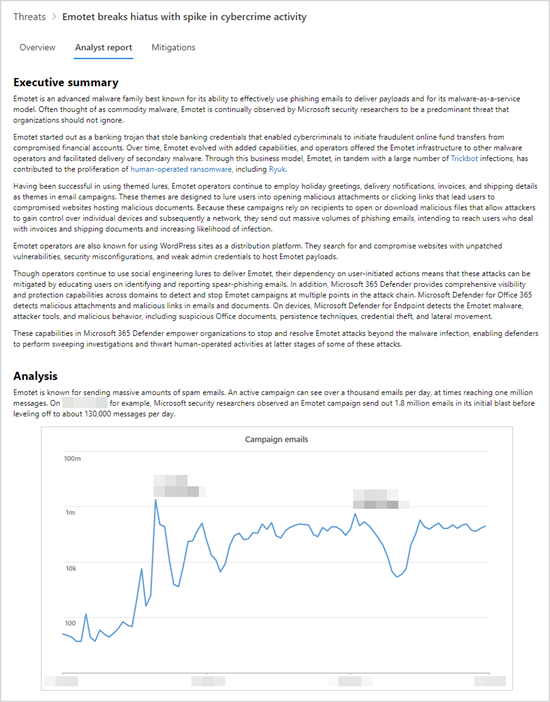 Threats > Emotet breaks hiatus with spike in cybercrime activity
Overview Analyst report Mitigations
Executive summary
Emotet is an advanced malware family best known for its ability to effectively use phishing emails to deliver payloads and for its malware-as-a-service
model. Often thought of as commodity malware, Emotet is continually observed by Microsoft security researchers to be a predominant threat that
organizations should not ignore.
Emotet started out as a banking trojan that stole banking credentials that enabled cybercriminals to initiate fraudulent online fund transfers from
compromised financial accounts. Over time, Emotet evolved with added capabilities, and operators offered the Emotet infrastructure to other malware
operators and facilitated delivery of secondary malware. Through this business model, Emotet, in tandem with a large number of Trickbot infections, has
contributed to the proliferation of human-operated ransomware, including Ryuk.
Having been successful in using themed lures, Emotet operators continue to employ holiday greetings, delivery notifications, invoices, and shipping details
as themes in email campaigns. These themes are designed to lure users into opening malicious attachments or clicking links that lead users to
compromised websites hosting malicious documents. Because these campaigns rely on recipients to open or download malicious files that allow attackers
to gain control over individual devices and subsequently a network, they send out massive volumes of phishing emails, intending to reach users who deal
with invoices and shipping documents and increasing likelihood of infection.
Emotet operators are also known for using WordPress sites as a distribution platform. They search for and compromise websites with unpatched
vulnerabilities, security misconfigurations, and weak admin credentials to host Emotet payloads.
Though operators continue to use social engineering lures to deliver Emotet, their dependency on user-initiated actions means that these attacks can be
mitigated by educating users on identifying and reporting spear-phishing emails. In addition, Microsoft 365 Defender provides comprehensive visibility
and protection capabilities across domains to detect and stop Emotet campaigns at multiple points in the attack chain. Microsoft Defender for Office 365
detects malicious attachments and malicious links in emails and documents. On devices, Microsoft Defender for Endpoint detects the Emotet malware,
attacker tools, and malicious behavior, including suspicious Office documents, persistence techniques, credential theft, and lateral movement.
These capabilities in Microsoft 365 Defender empower organizations to stop and resolve Emotet attacks beyond the malware infection, enabling defenders
to perform sweeping investigations and thwart human-operated activities at latter stages of some of these attacks.
Analysis
Emotet is known for sending massive amounts of spam emails. An active campaign can see over a thousand emails per day, at times reaching one million
messages. On for example, Microsoft security researchers observed an Emotet campaign send out 1.8 million emails in its initial blast before
leveling off to about 130,000 messages per day.
Campaign emails
100m
1m
10k
100